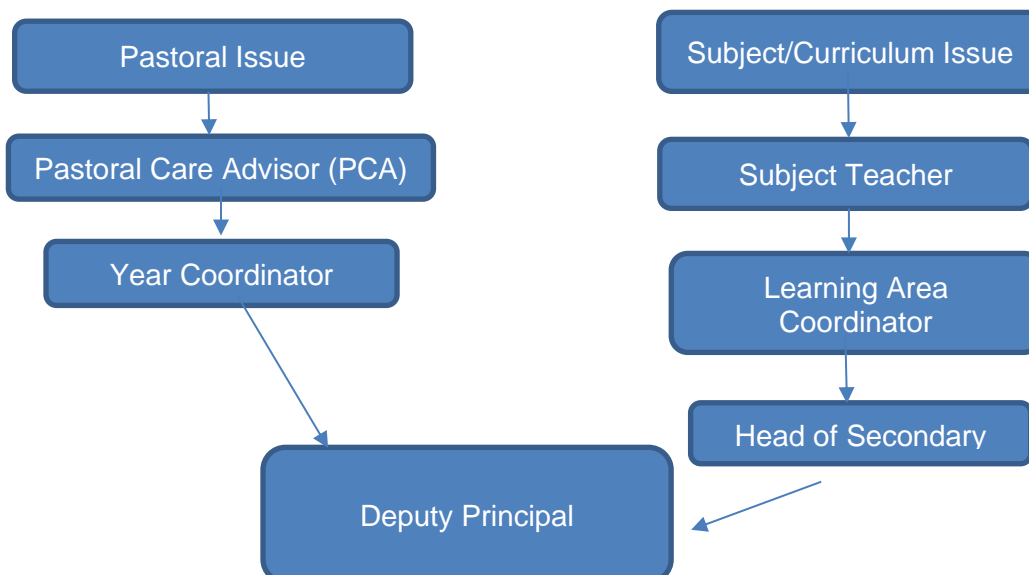 Pastoral Issue
Pastoral Care Advisor (PCA)
Year Coordinator
Subject/Curriculum Issue
Subject Teacher
Learning Area
Coordinator
Head of Secondary
Deputy Principal